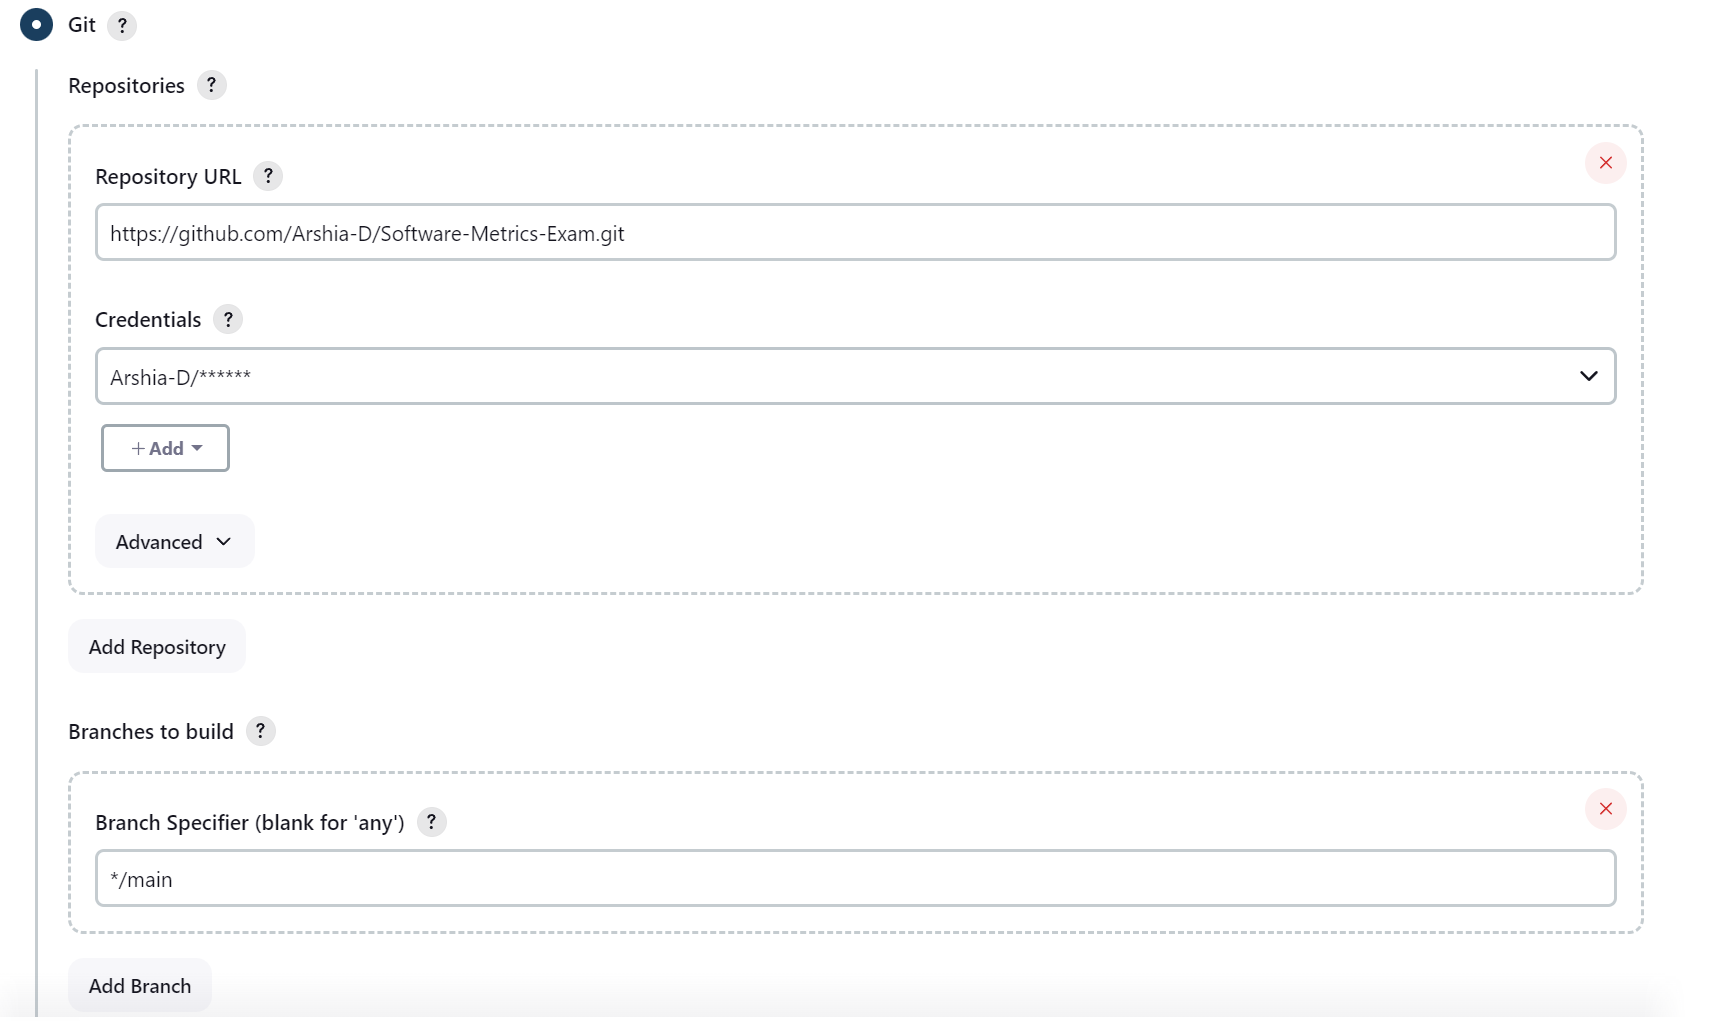 Git ?
Repositories ?
Repository URL ?
https://github.com/Arshia-D/Software-Metrics-Exam.git
Credentials ?
Arshia-D/******
+ Add
Advanced
Add Repository
Branches to build ?
Branch Specifier (blank for 'any') ?
*/main
Add Branch